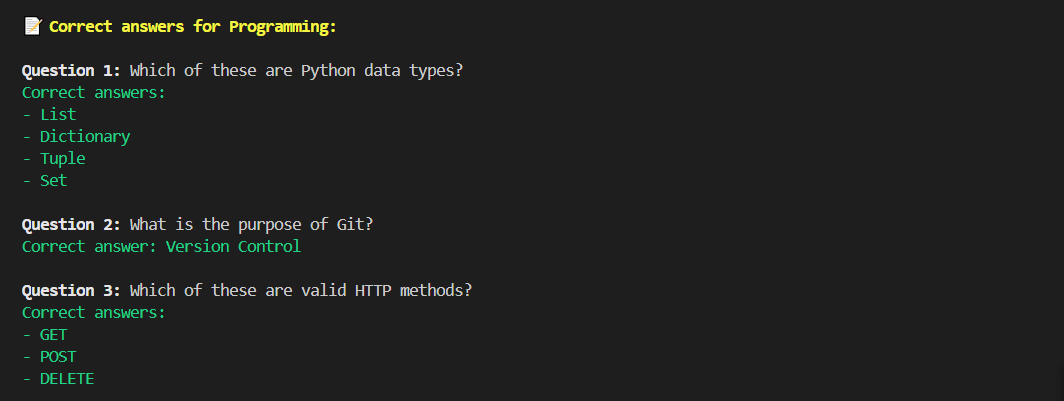 📝 Correct answers for Programming:
Question 1: Which of these are Python data types?
Correct answers:
- List
- Dictionary
- Tuple
- Set
Question 2: What is the purpose of Git?
Correct answer: Version Control
Question 3: Which of these are valid HTTP methods?
Correct answers:
- GET
- POST
- DELETE